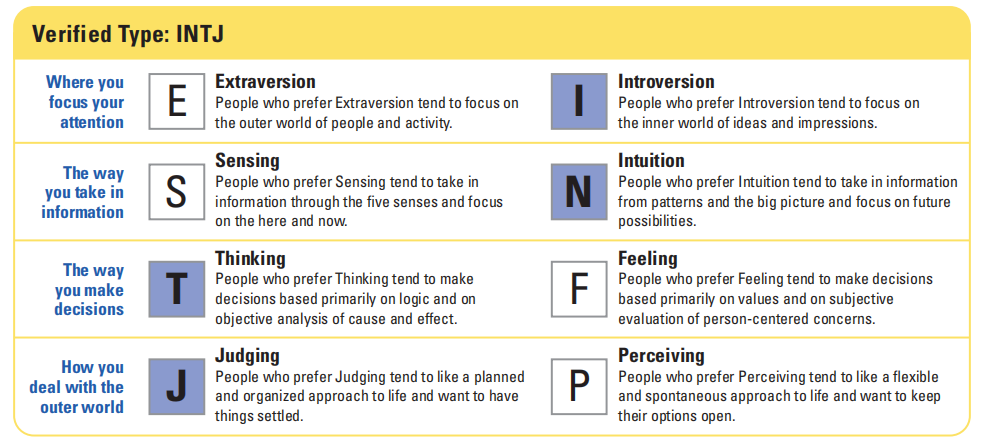 Verified Type: INTJ
Where you
focus your
attention
E
Extraversion
People who prefer Extraversion tend to focus on
the outer world of people and activity.
I
Introversion
People who prefer Introversion tend to focus on
the inner world of ideas and impressions.
The way
you take in
information
S
Sensing
People who prefer Sensing tend to take in
information through the five senses and focus
on the here and now.
N
Intuition
People who prefer Intuition tend to take in information
from patterns and the big picture and focus on future
possibilities.
The way
you make
decisions
T
Thinking
People who prefer Thinking tend to make
decisions based primarily on logic and on
objective analysis of cause and effect.
F
Feeling
People who prefer Feeling tend to make decisions
based primarily on values and on subjective
evaluation of person-centered concerns.
How you
deal with the
outer world
J
Judging
People who prefer Judging tend to like a planned
and organized approach to life and want to have
things settled.
P
Perceiving
People who prefer Perceiving tend to like a flexible
and spontaneous approach to life and want to keep
their options open.